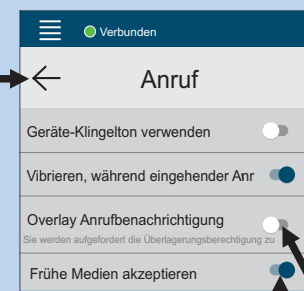 Verbunden
Anruf
Geräte-Klingelton verwenden
Vibrieren, während eingehender Anr
Overlay Anrufbenachrichtigung
Sie werden aufgefordert die Überlagerungsberechtigung zu
Frühe Medien akzeptieren